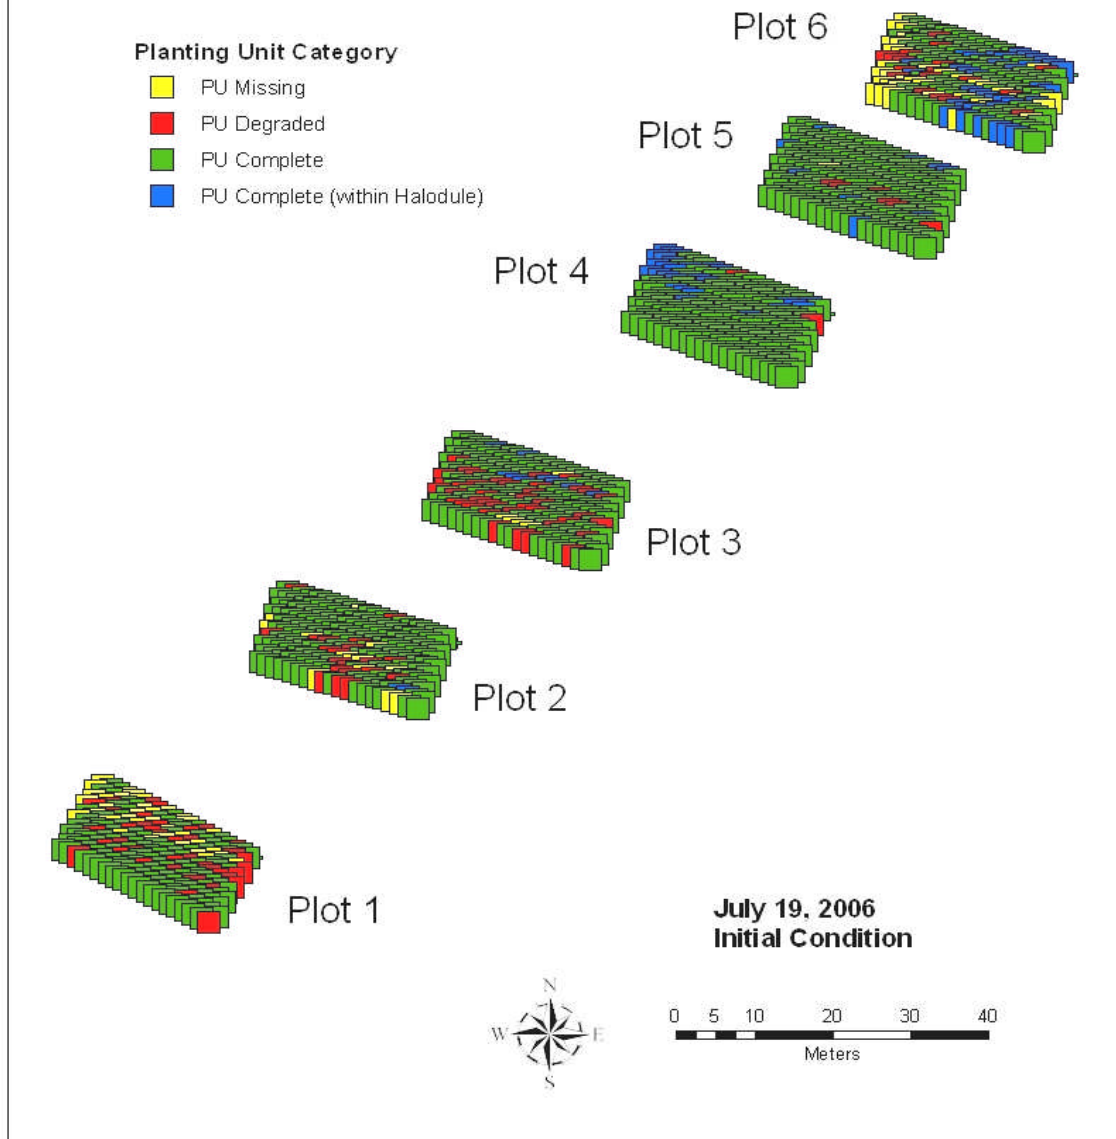 Plot 6
Planting Unit Category
PU Missing
PU Degraded
PU Complete
PU Complete (within Halodule)
Plot 5
Plot 4
Plot 3
Plot 2
Plot 1
July 19, 2006
Initial Condition
N
W E
S
0 5 10 20 30 40
Meters